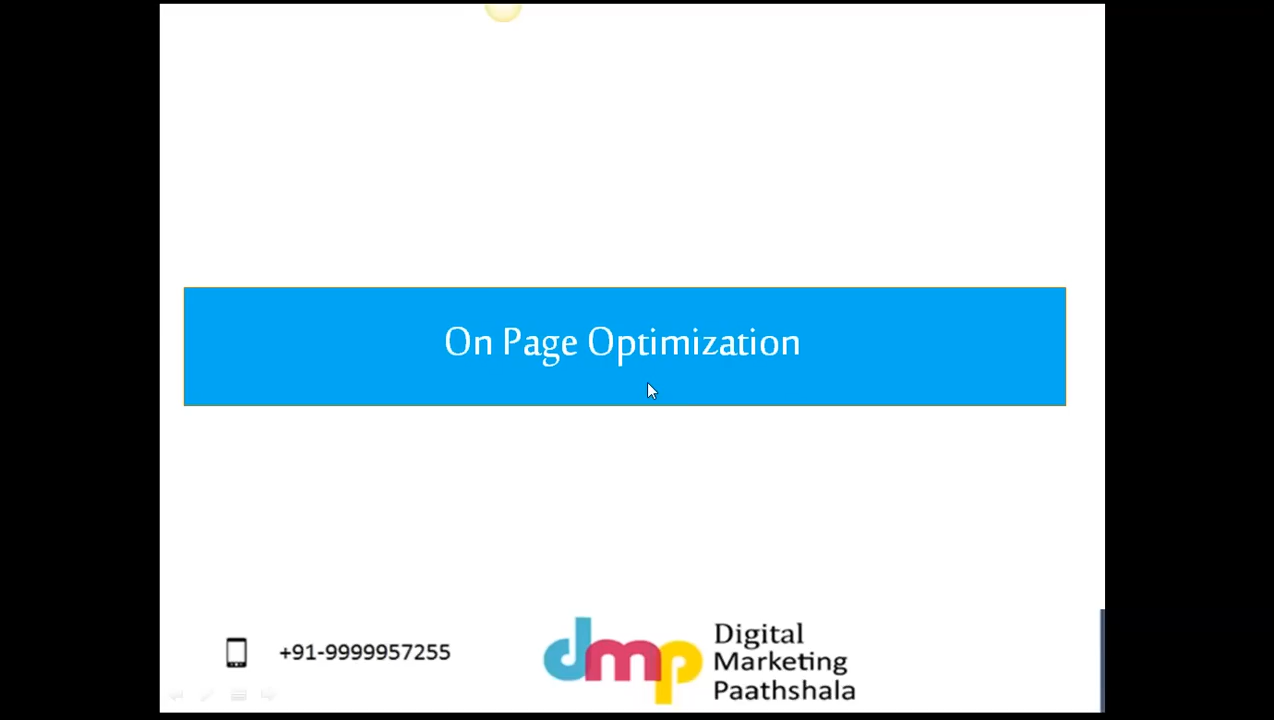 On Page Optimization
+91-9999957255
dmp
Digital
Marketing
Paathshala